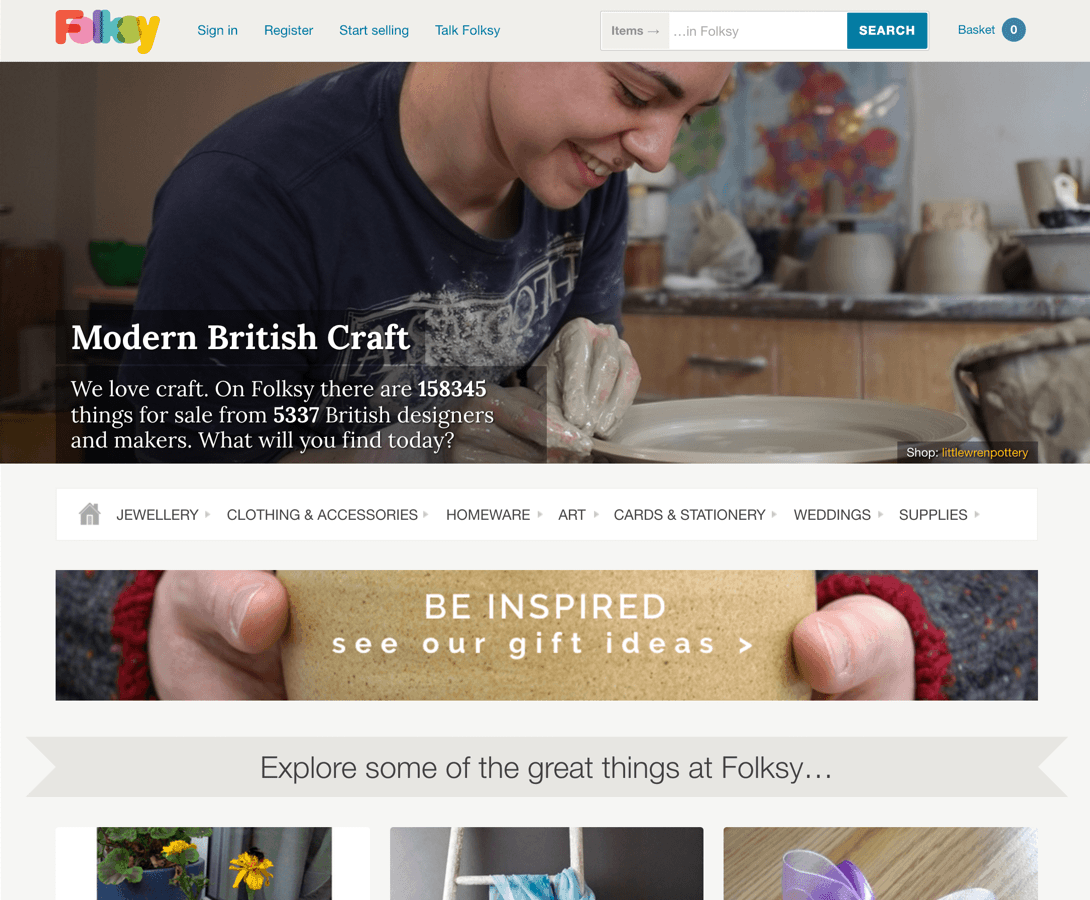 Folksy
Sign in Register Start selling Talk Folksy
Items → …in Folksy SEARCH
Basket 0
Modern British Craft
We love craft. On Folksy there are 158345
things for sale from 5337 British designers
and makers. What will you find today?
Shop: littlewrenpottery
JEWELLERY CLOTHING & ACCESSORIES HOMEWARE ART CARDS & STATIONERY WEDDINGS SUPPLIES
BE INSPIRED
see our gift ideas >
Explore some of the great things at Folksy…